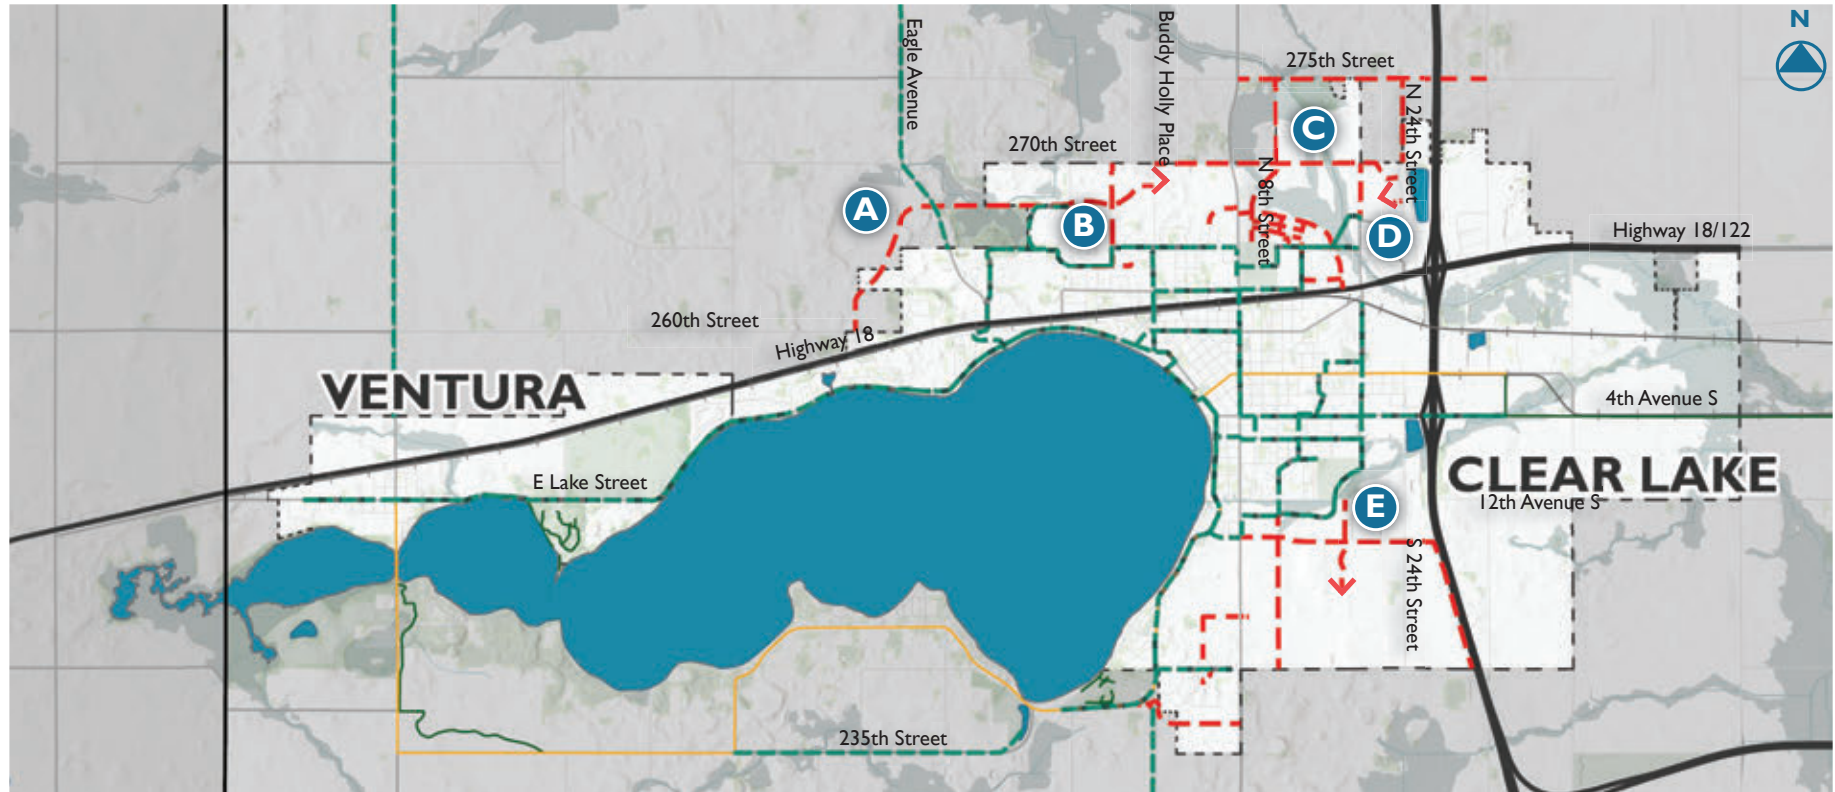 N
Eagle Avenue
Buddy Holly Place
275th Street
N 24th Street
C
270th Street
N 8th Street
A
B
D
Highway 18/122
260th Street
Highway 18
VENTURA
4th Avenue S
E Lake Street
CLEAR LAKE
12th Avenue S
E
S 24th Street
235th Street